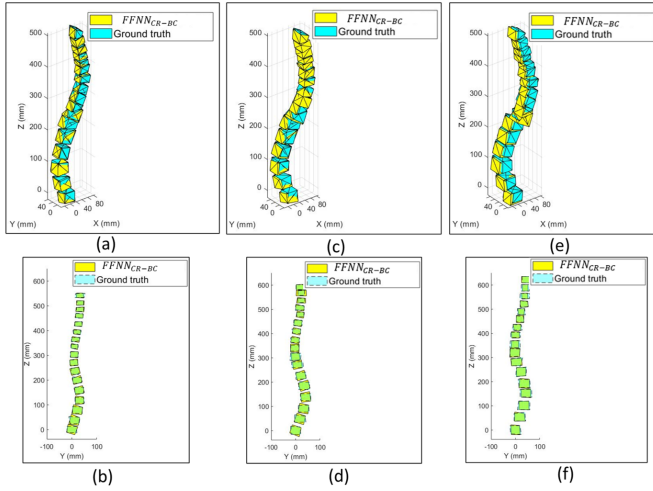 FFNN_CR-BC
Ground truth
500
400
300
200
100
0
Z (mm)
40
0
Y (mm)
0
40
80
X (mm)
(a)
FFNN_CR-BC
Ground truth
500
400
300
200
100
0
Z (mm)
40
0
Y (mm)
0
40
80
X (mm)
(c)
FFNN_CR-BC
Ground truth
500
400
300
200
100
0
Z (mm)
40
0
Y (mm)
0
40
80
X (mm)
(e)
FFNN_CR-BC
Ground truth
600
500
400
300
200
100
0
Z (mm)
-100
0
100
Y (mm)
(b)
FFNN_CR-BC
Ground truth
600
500
400
300
200
100
0
Z (mm)
-100
0
100
Y (mm)
(d)
FFNN_CR-BC
Ground truth
600
500
400
300
200
100
0
Z (mm)
-100
0
100
Y (mm)
(f)